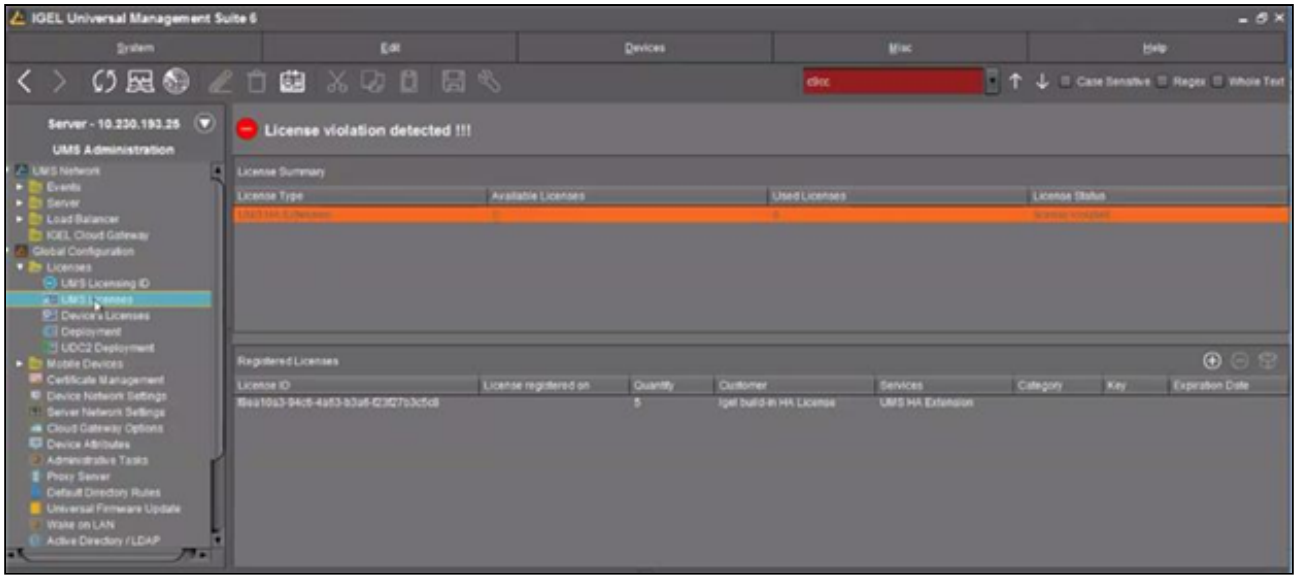 IGEL Universal Management Suite 6
System Edit Devices Misc Help
Case Sensitive Regex Whole Text
Server - 10.230.193.25
UMS Administration
UMS Network
Events
Server
Load Balancer
IGEL Cloud Gateway
Global Configuration
Licenses
UMS Licensing ID
UMS Licenses
Device's Licenses
Deployment
UDC2 Deployment
Mobile Devices
Certificate Management
Device Network Settings
Server Network Settings
Cloud Gateway Options
Device Attributes
Administrative Tasks
Proxy Server
Default Directory Rules
Universal Firmware Update
Wake on LAN
Active Directory / LDAP
License violation detected !!!
License Summary
License Type Available Licenses Used Licenses License Status
UMS HA Extension license violated
Registered Licenses
License ID License registered on Quantity Customer Services Category Key Expiration Date
5 Igel build-in HA License UMS HA Extension